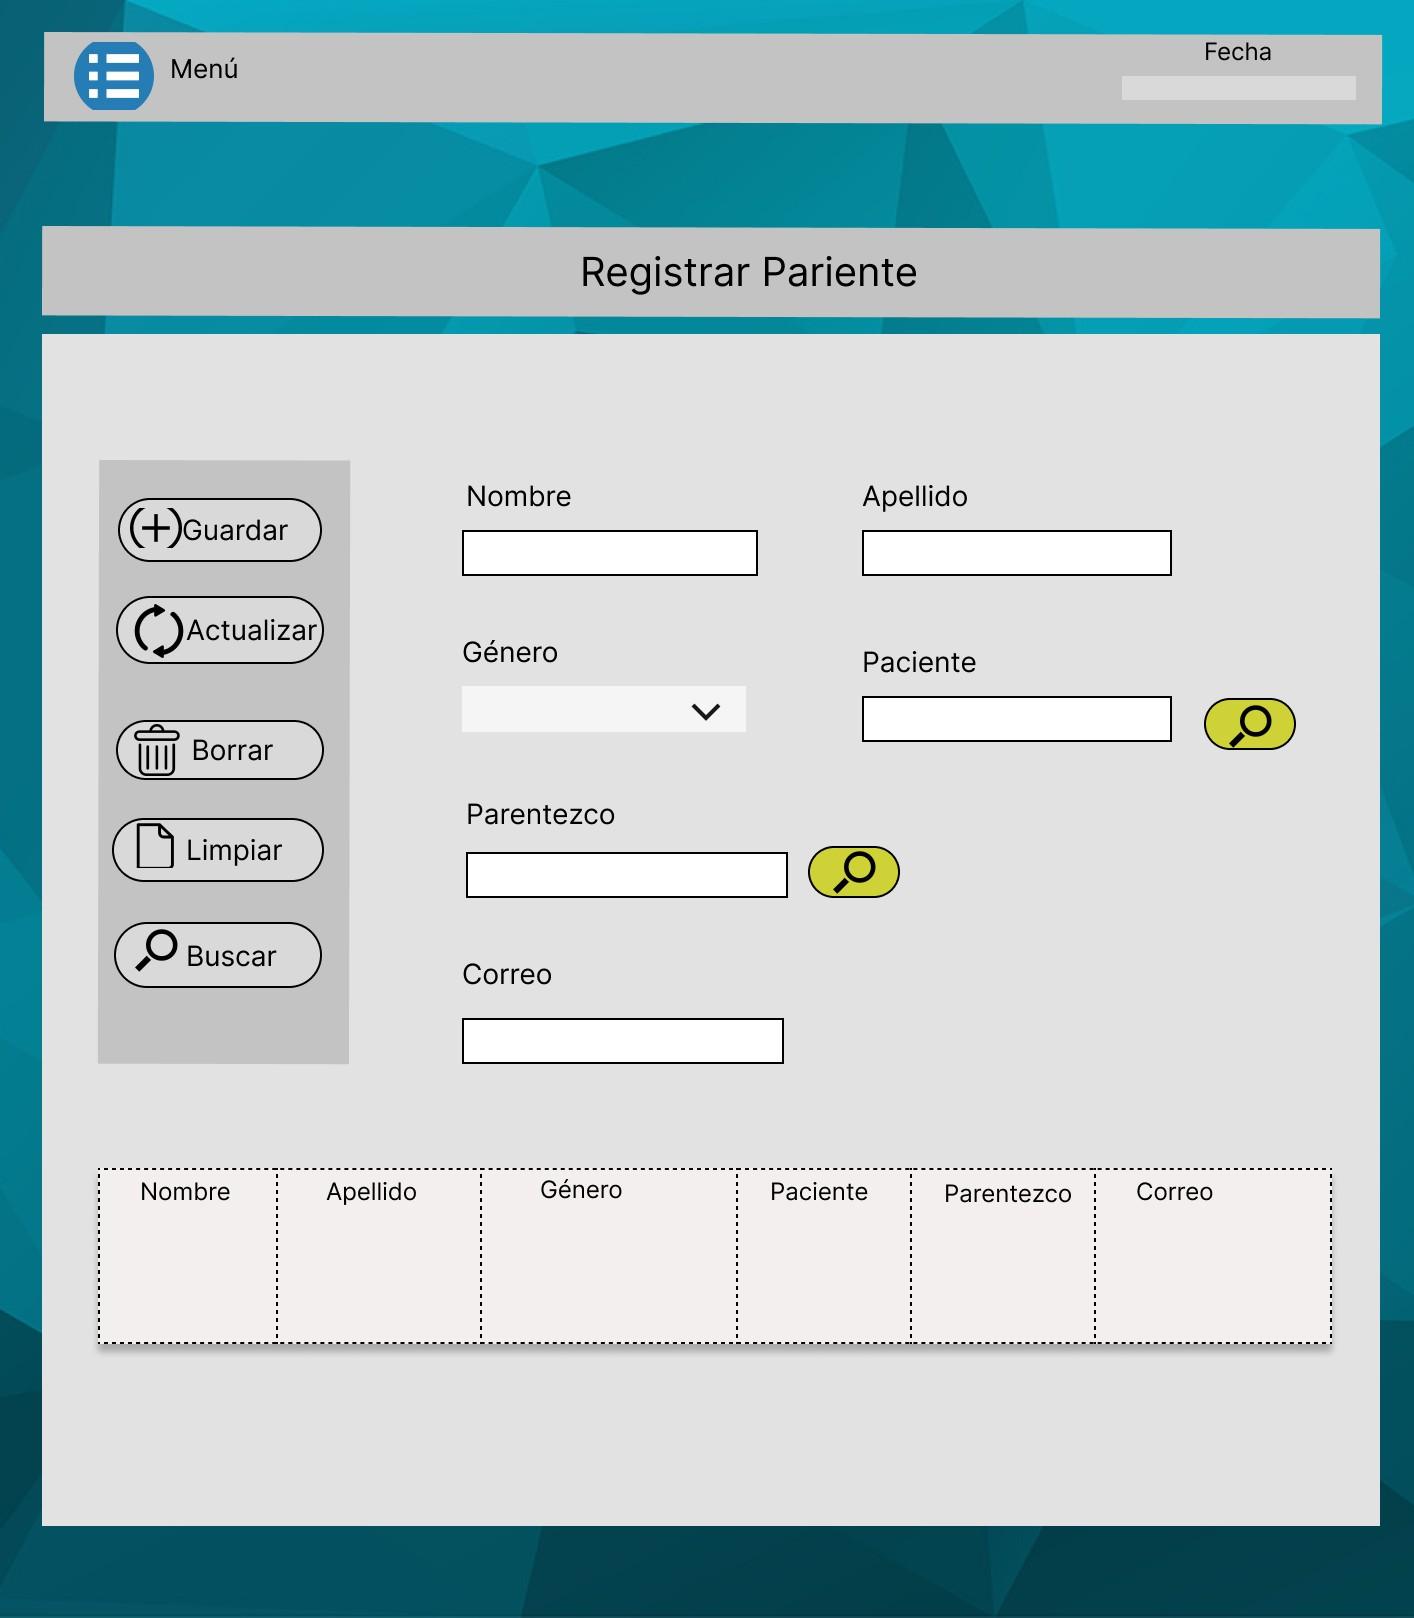 Menú
Fecha
Registrar Pariente
Guardar
Actualizar
Borrar
Limpiar
Buscar
Nombre
Apellido
Género
Paciente
Parentezco
Correo
Nombre
Apellido
Género
Paciente
Parentezco
Correo